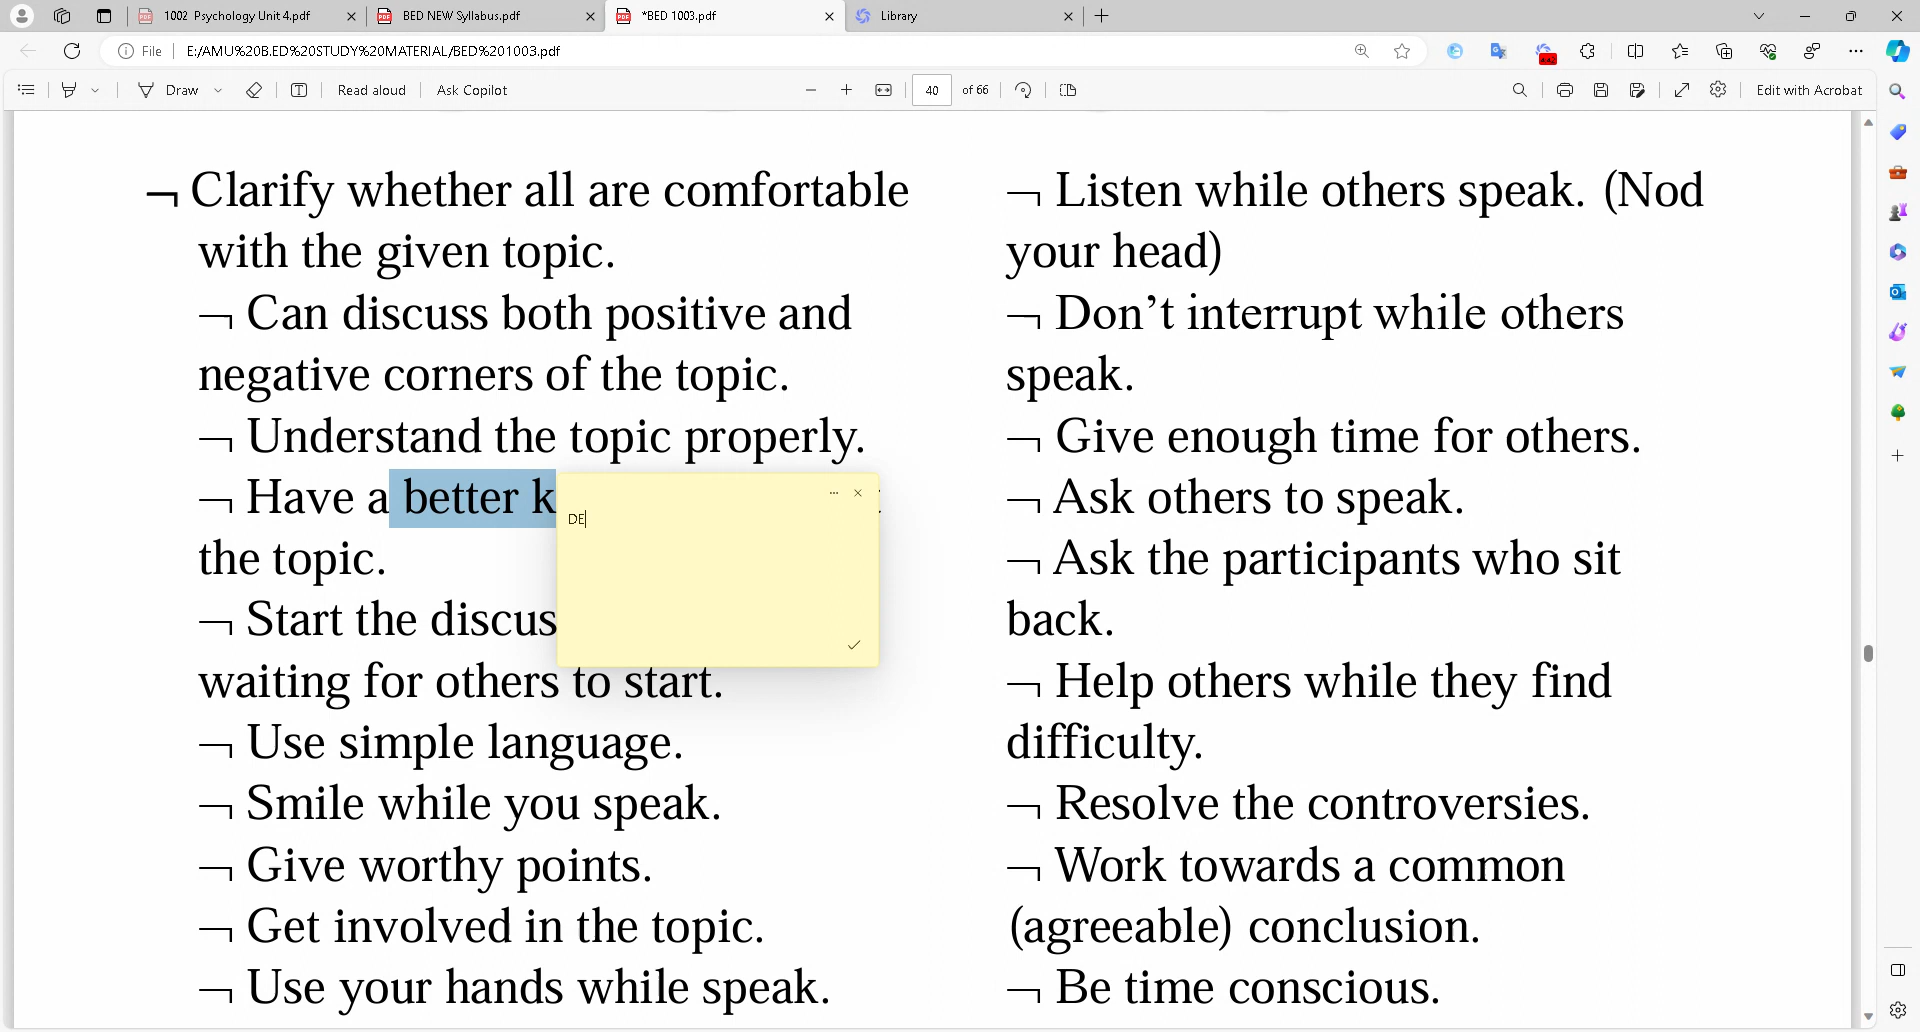 1002 Psychology Unit 4.pdf
BED NEW Syllabus.pdf
*BED 1003.pdf
Library
File
E:/AMU%20B.ED%20STUDY%20MATERIAL/BED%201003.pdf
4:42
Draw
Read aloud
Ask Copilot
40 of 66
Edit with Acrobat
¬ Clarify whether all are comfortable
with the given topic.
¬ Can discuss both positive and
negative corners of the topic.
¬ Understand the topic properly.
¬ Have a better k
the topic.
¬ Start the discus
waiting for others to start.
¬ Use simple language.
¬ Smile while you speak.
¬ Give worthy points.
¬ Get involved in the topic.
¬ Use your hands while speak.
DE
¬ Listen while others speak. (Nod
your head)
¬ Don’t interrupt while others
speak.
¬ Give enough time for others.
¬ Ask others to speak.
¬ Ask the participants who sit
back.
¬ Help others while they find
difficulty.
¬ Resolve the controversies.
¬ Work towards a common
(agreeable) conclusion.
¬ Be time conscious.